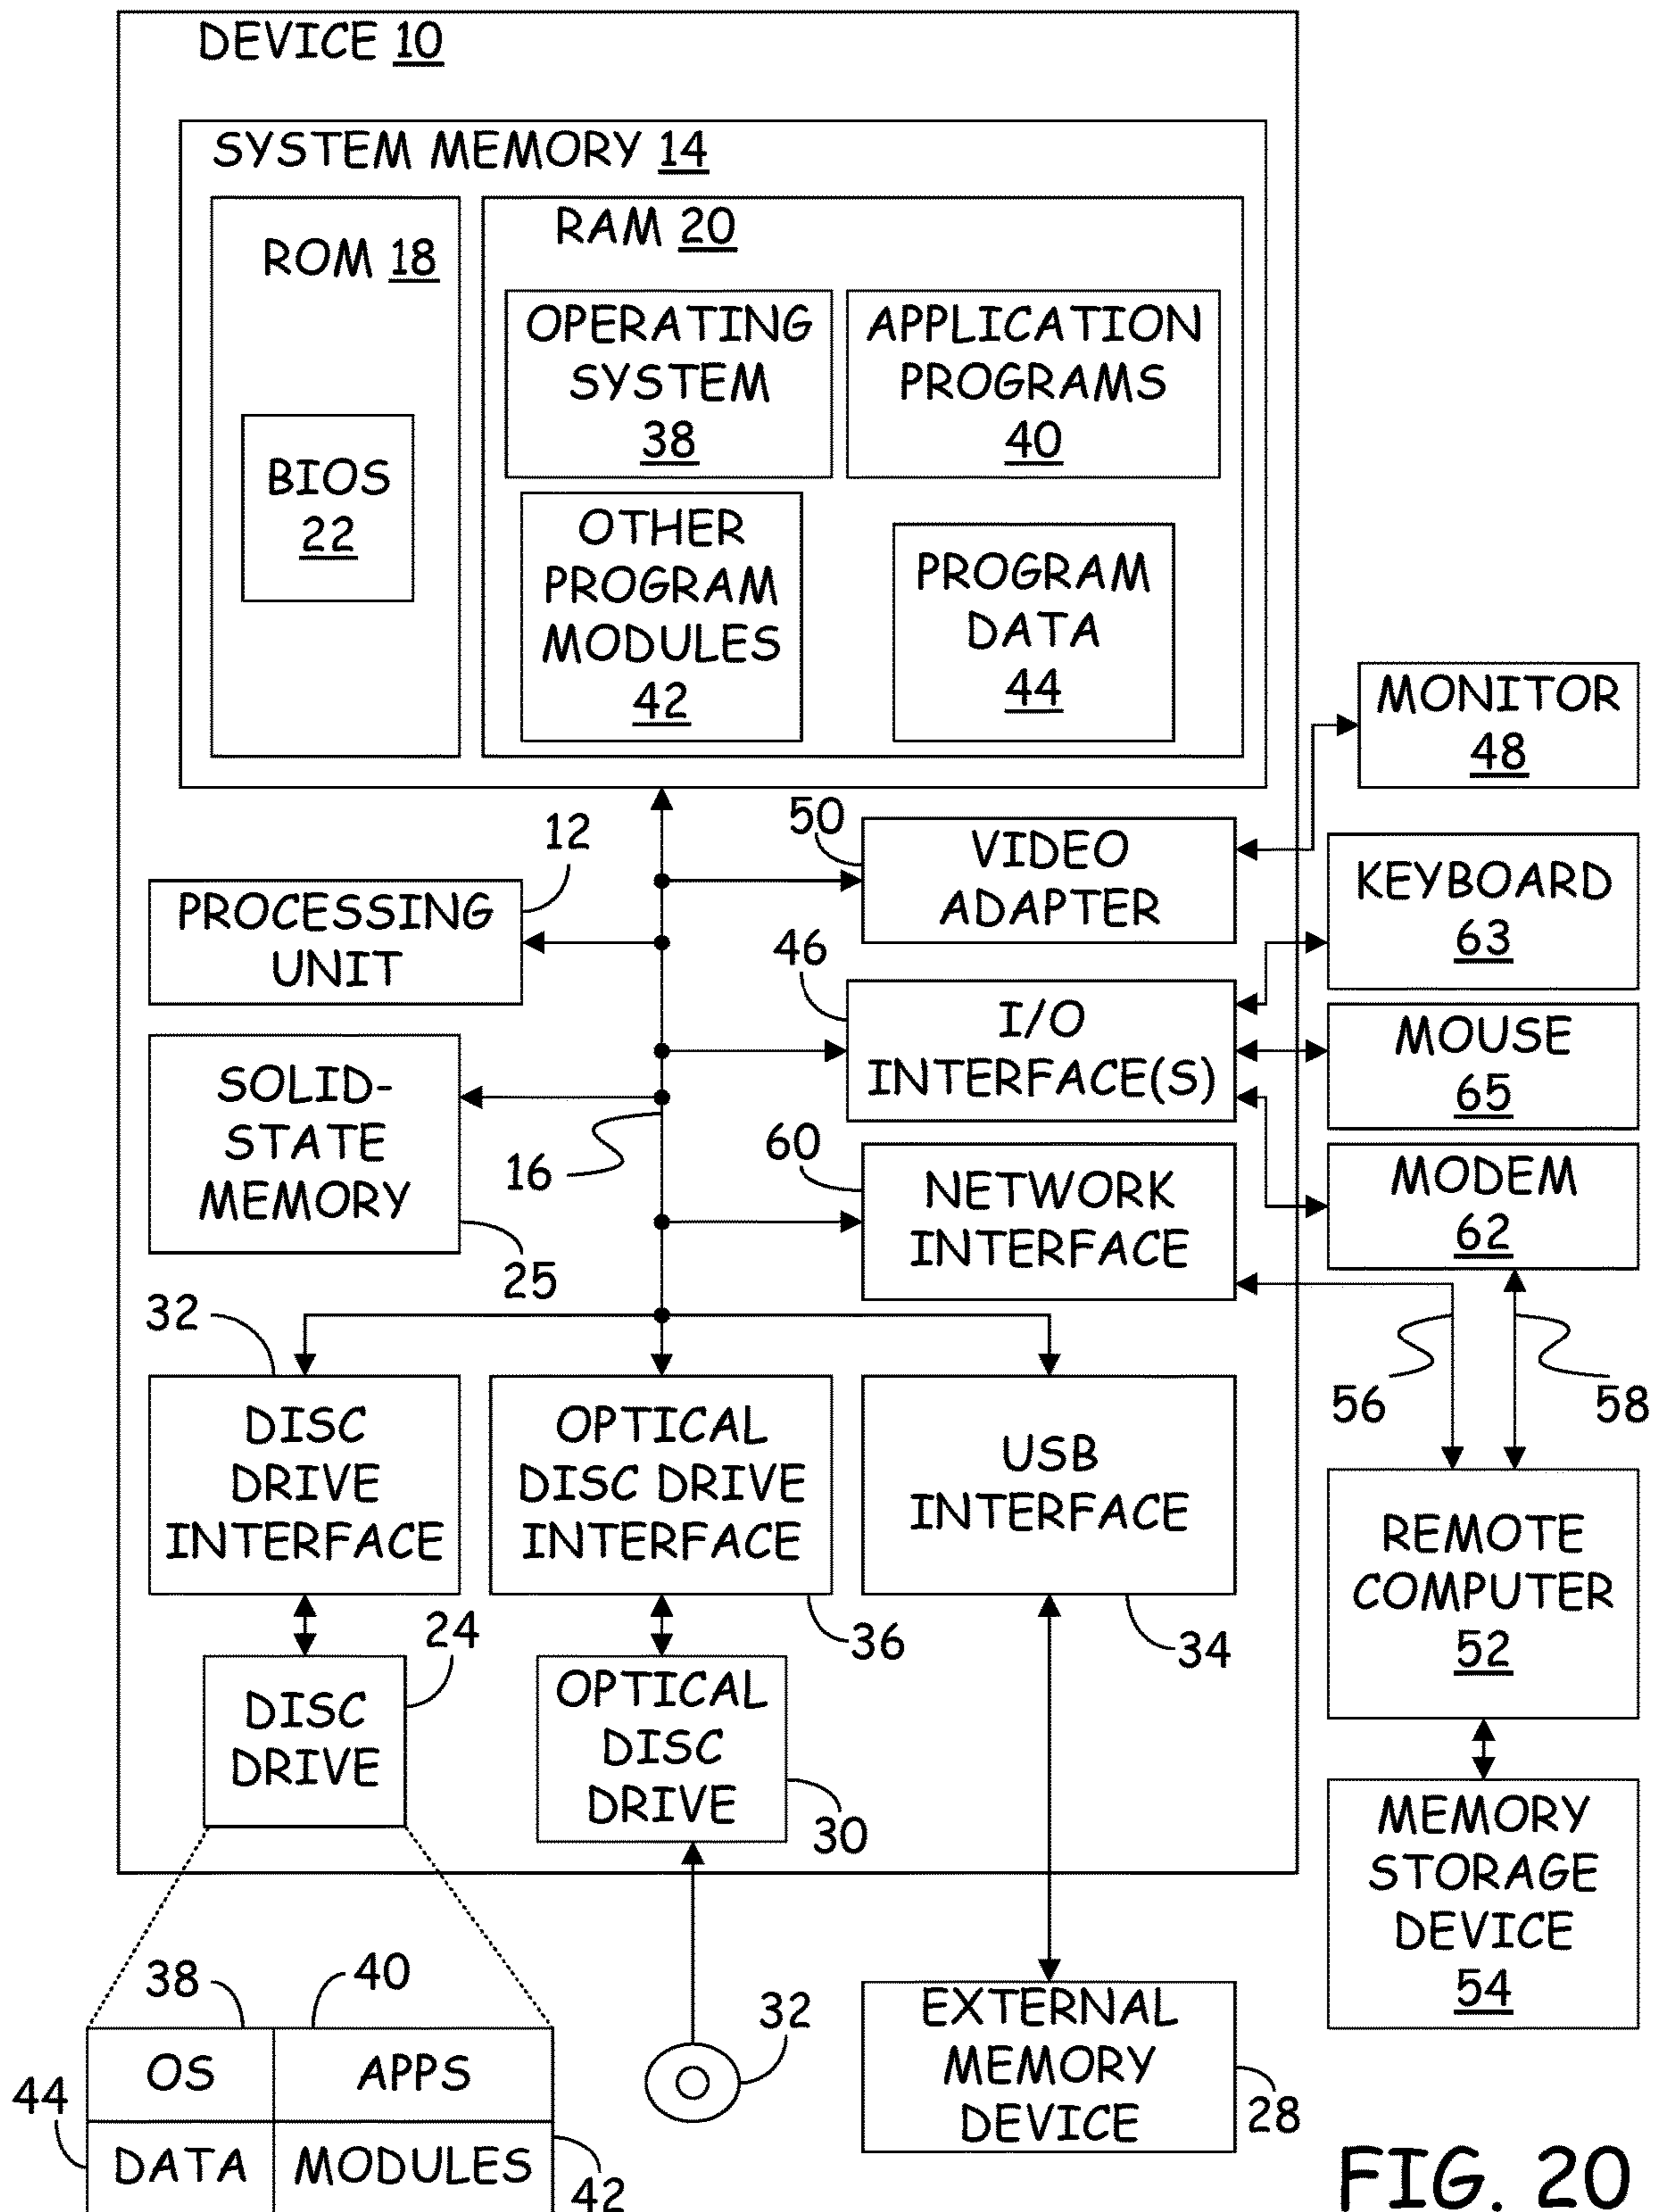 DEVICE 10
SYSTEM MEMORY 14
ROM 18
BIOS
22
RAM 20
OPERATING
SYSTEM
38
APPLICATION
PROGRAMS
40
OTHER
PROGRAM
MODULES
42
PROGRAM
DATA
44
MONITOR
48
12
PROCESSING
UNIT
50
VIDEO
ADAPTER
KEYBOARD
63
46
I/O
INTERFACE(S)
MOUSE
65
SOLID-
STATE
MEMORY
25
16
60
NETWORK
INTERFACE
MODEM
62
56
58
32
DISC
DRIVE
INTERFACE
OPTICAL
DISC DRIVE
INTERFACE
36
USB
INTERFACE
34
REMOTE
COMPUTER
52
24
DISC
DRIVE
OPTICAL
DISC
DRIVE
30
MEMORY
STORAGE
DEVICE
54
38
40
OS
APPS
44
DATA
MODULES
42
32
EXTERNAL
MEMORY
DEVICE
28
FIG. 20